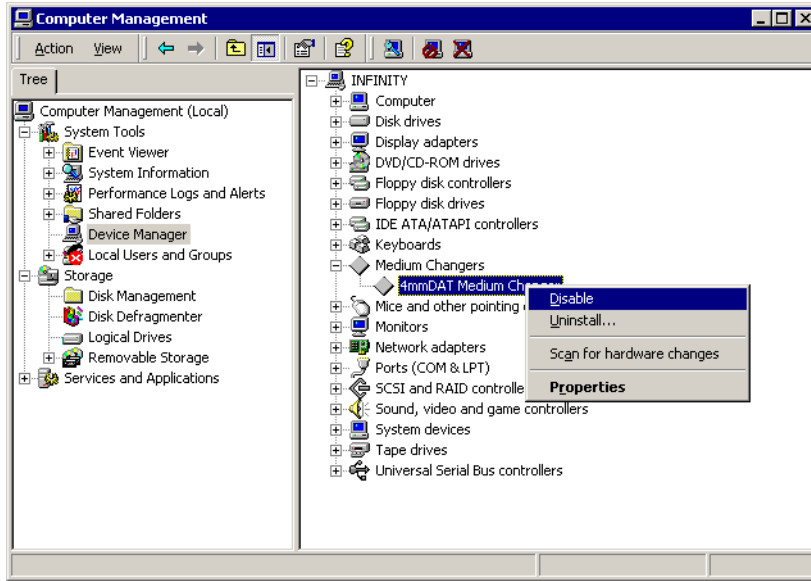 Computer Management
Action View
Tree
Computer Management (Local)
System Tools
Event Viewer
System Information
Performance Logs and Alerts
Shared Folders
Device Manager
Local Users and Groups
Storage
Disk Management
Disk Defragmenter
Logical Drives
Removable Storage
Services and Applications
INFINITY
Computer
Disk drives
Display adapters
DVD/CD-ROM drives
Floppy disk controllers
Floppy disk drives
IDE ATA/ATAPI controllers
Keyboards
Medium Changers
4mmDAT Medium Changer
Mice and other pointing
Monitors
Network adapters
Ports (COM & LPT)
SCSI and RAID controlle
Sound, video and game controllers
System devices
Tape drives
Universal Serial Bus controllers
Disable
Uninstall...
Scan for hardware changes
Properties